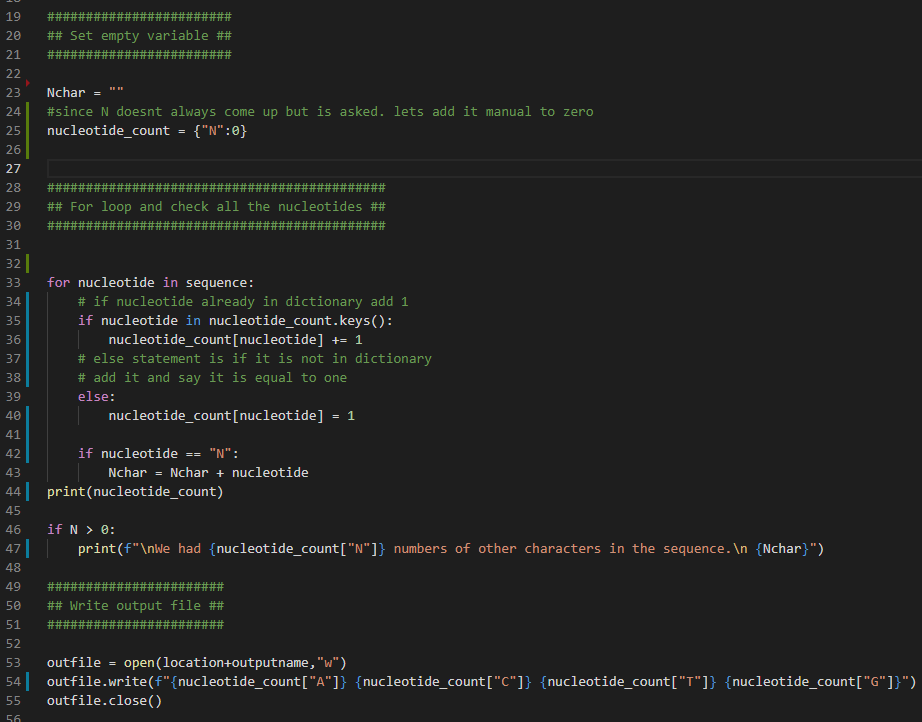 19 ########################
20 ## Set empty variable ##
21 ########################
22
23 Nchar = ""
24 #since N doesnt always come up but is asked. lets add it manual to zero
25 nucleotide_count = {"N":0}
26
27
28 ############################################
29 ## For loop and check all the nucleotides ##
30 ############################################
31
32
33 for nucleotide in sequence:
34     # if nucleotide already in dictionary add 1
35     if nucleotide in nucleotide_count.keys():
36         nucleotide_count[nucleotide] += 1
37     # else statement is if it is not in dictionary
38     # add it and say it is equal to one
39     else:
40         nucleotide_count[nucleotide] = 1
41
42     if nucleotide == "N":
43         Nchar = Nchar + nucleotide
44 print(nucleotide_count)
45
46 if N > 0:
47     print(f"\nWe had {nucleotide_count["N"]} numbers of other characters in the sequence.\n {Nchar}")
48
49 #######################
50 ## Write output file ##
51 #######################
52
53 outfile = open(location+outputname,"w")
54 outfile.write(f"{nucleotide_count["A"]} {nucleotide_count["C"]} {nucleotide_count["T"]} {nucleotide_count["G"]}")
55 outfile.close()